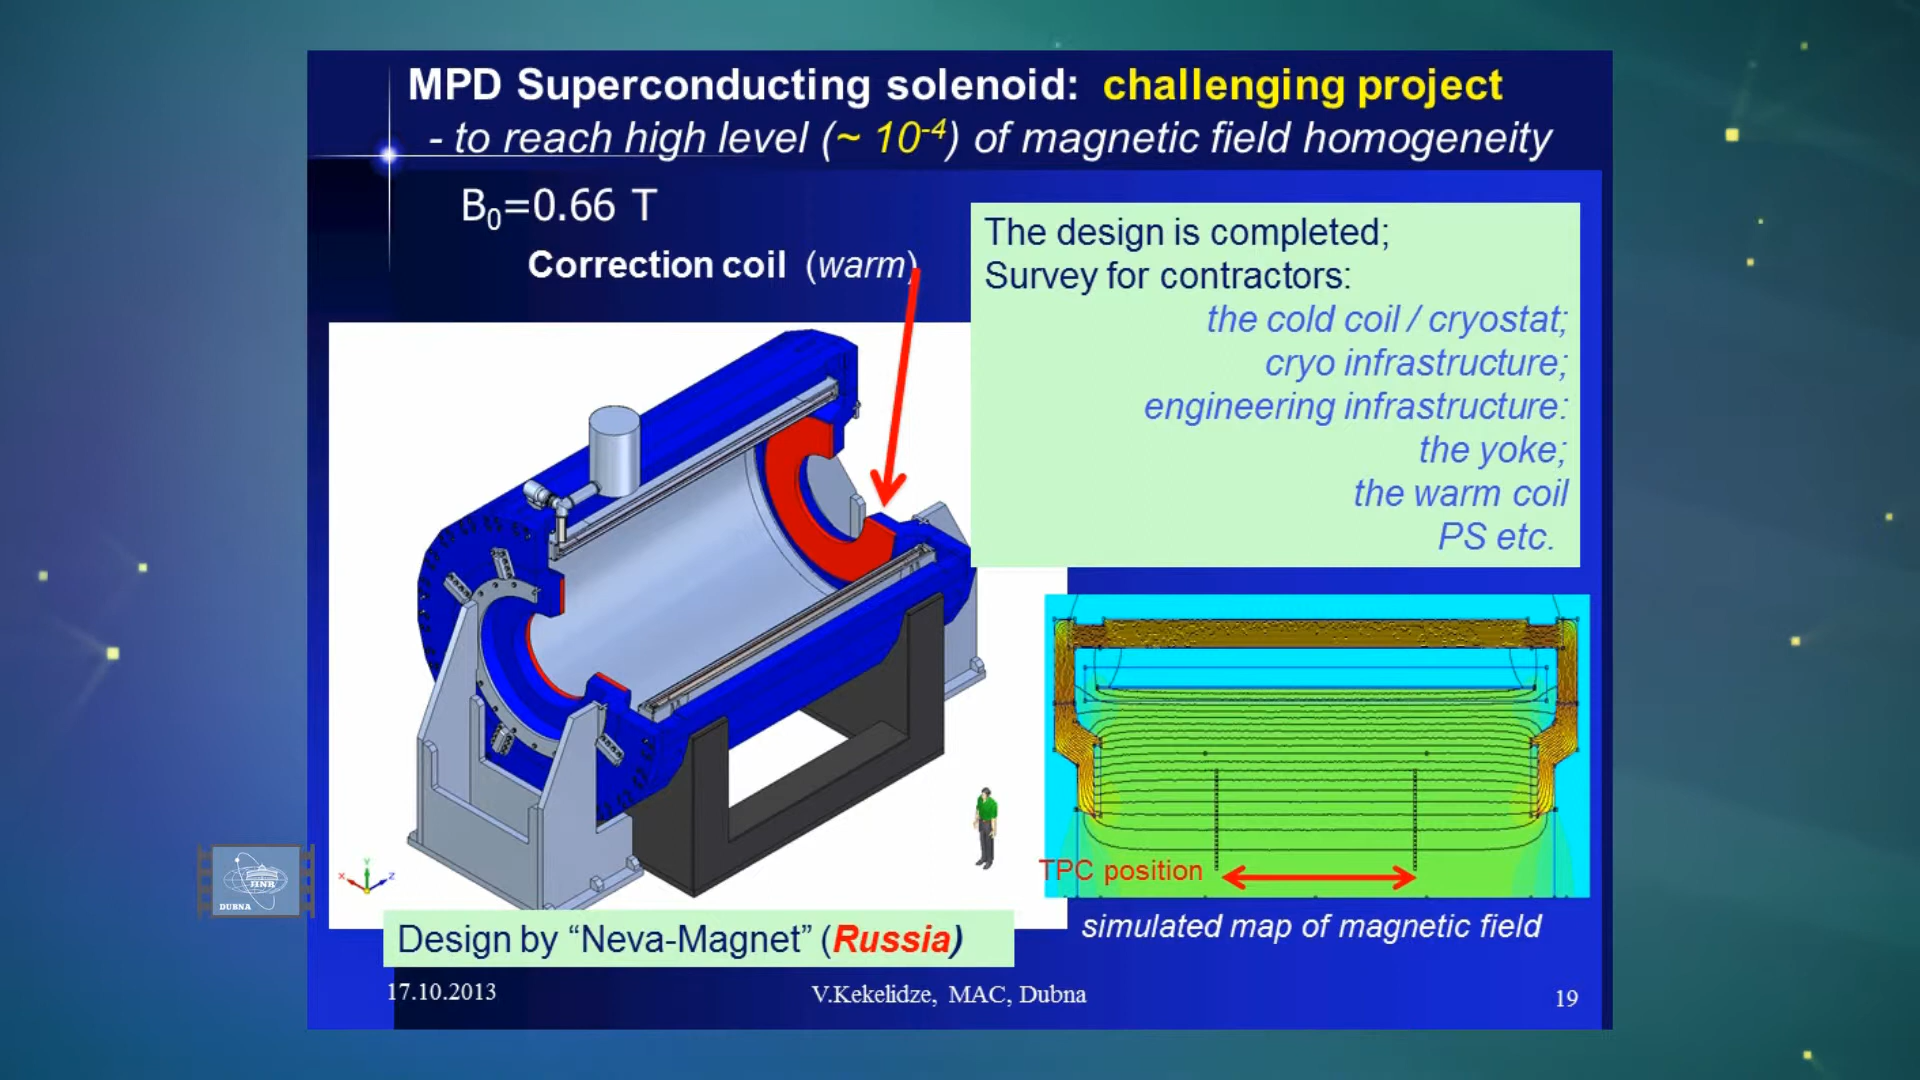 MPD Superconducting solenoid: challenging project
- to reach high level (~ 10-4) of magnetic field homogeneity
B0=0.66 T
Correction coil (warm)
The design is completed;
Survey for contractors:
the cold coil / cryostat;
cryo infrastructure;
engineering infrastructure:
the yoke;
the warm coil
PS etc.
Y
X
Z
TPC position
simulated map of magnetic field
Design by “Neva-Magnet” (Russia)
17.10.2013
V.Kekelidze, MAC, Dubna
19
JINR
DUBNA